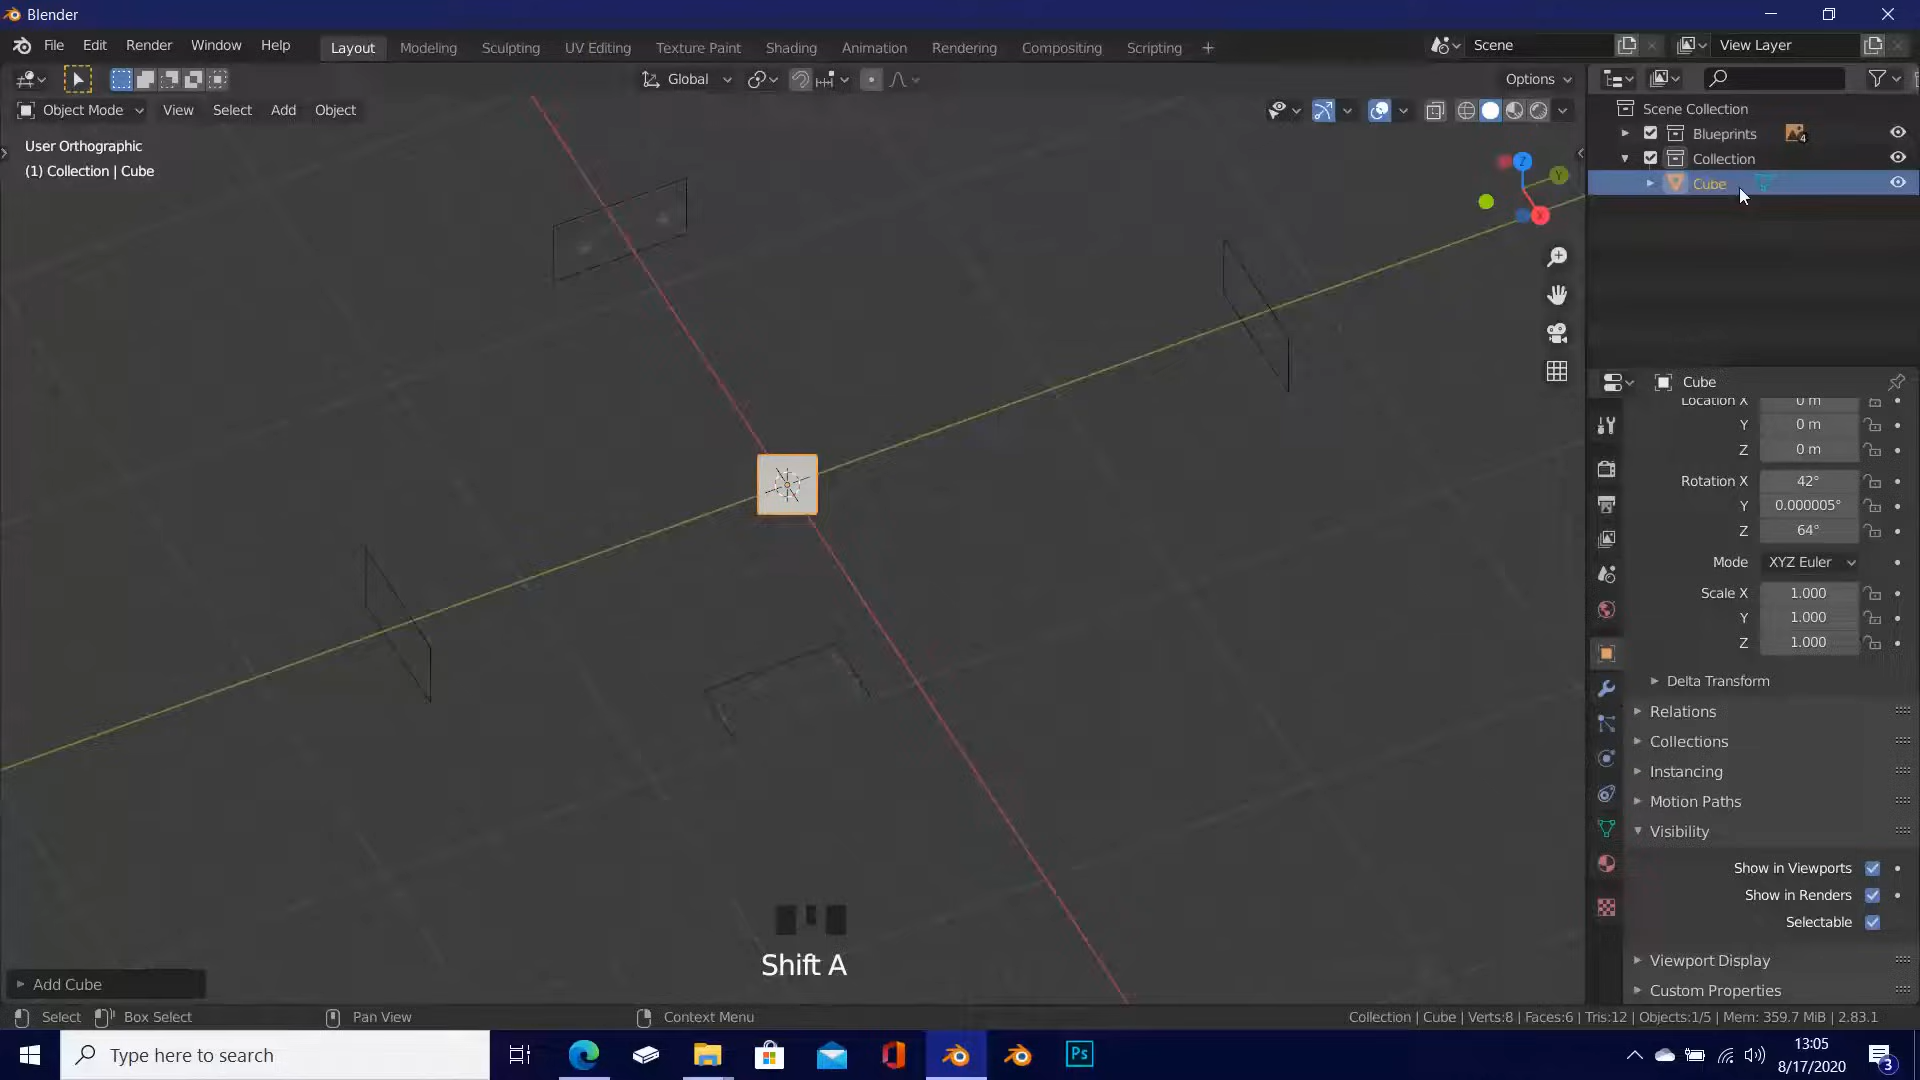 Blender
File Edit Render Window Help Layout Modeling Sculpting UV Editing Texture Paint Shading Animation Rendering Compositing Scripting + Scene View Layer
Global Options
Object Mode View Select Add Object
User Orthographic
(1) Collection | Cube
Z
Y
X
Scene Collection
Blueprints 4
Collection
Cube
Cube
Location X 0 m
Y 0 m
Z 0 m
Rotation X 42°
Y 0.000005°
Z 64°
Mode XYZ Euler
Scale X 1.000
Y 1.000
Z 1.000
Delta Transform
Relations
Collections
Instancing
Motion Paths
Visibility
Show in Viewports
Show in Renders
Selectable
Viewport Display
Custom Properties
Shift A
Add Cube
Select Box Select Pan View Context Menu Collection | Cube | Verts:8 | Faces:6 | Tris:12 | Objects:1/5 | Mem: 359.7 MiB | 2.83.1
Type here to search
Ps
13:05
8/17/2020
3